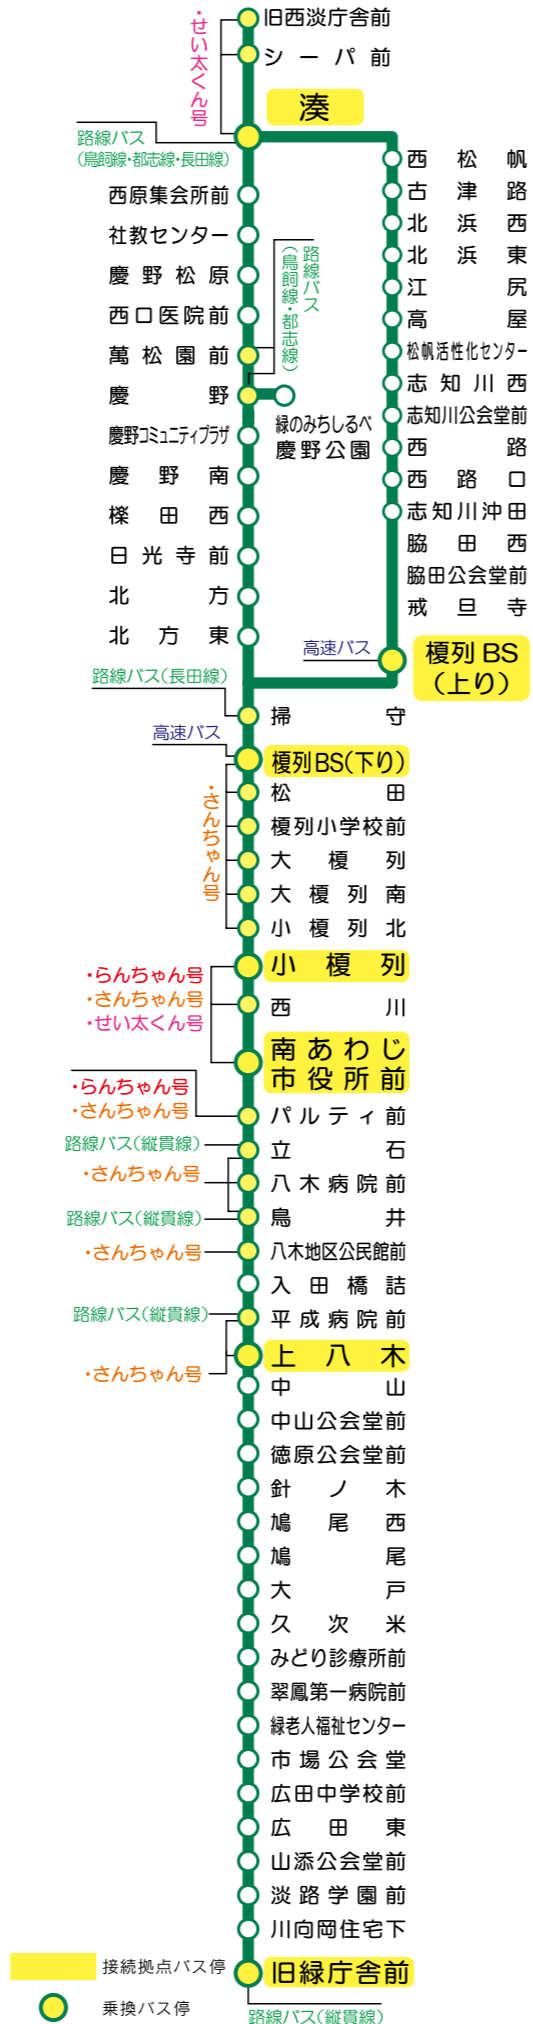 旧西淡庁舎前
・せい太くん号
シーパ前
湊
路線バス
(鳥飼線・都志線・長田線)
西原集会所前
社教センター
慶野松原
西口医院前
萬松園前
慶野
路線バス
(鳥飼線・都志線)
緑のみちしるべ
慶野公園
慶野コミュニティプラザ
慶野南
櫟田西
日光寺前
北方
北方東
西松帆
古津路
北浜西
北浜東
江尻
高屋
松帆活性化センター
志知川西
志知川公会堂前
西路
西路口
志知川沖田
脇田西
脇田公会堂前
戒旦寺
高速バス
榎列BS
(上り)
路線バス(長田線)
掃守
高速バス
榎列BS(下り)
・さんちゃん号
松田
榎列小学校前
大榎列
大榎列南
小榎列北
小榎列
・らんちゃん号
・さんちゃん号
・せい太くん号
西川
南あわじ
市役所前
・らんちゃん号
・さんちゃん号
パルティ前
路線バス(縦貫線)
立石
・さんちゃん号
八木病院前
路線バス(縦貫線)
鳥井
・さんちゃん号
八木地区公民館前
入田橋詰
路線バス(縦貫線)
平成病院前
上八木
・さんちゃん号
中山
中山公会堂前
徳原公会堂前
針ノ木
鳩尾西
鳩尾
大戸
久次米
みどり診療所前
翠鳳第一病院前
緑老人福祉センター
市場公会堂
広田中学校前
広田東
山添公会堂前
淡路学園前
川向岡住宅下
旧緑庁舎前
路線バス(縦貫線)
接続拠点バス停
乗換バス停